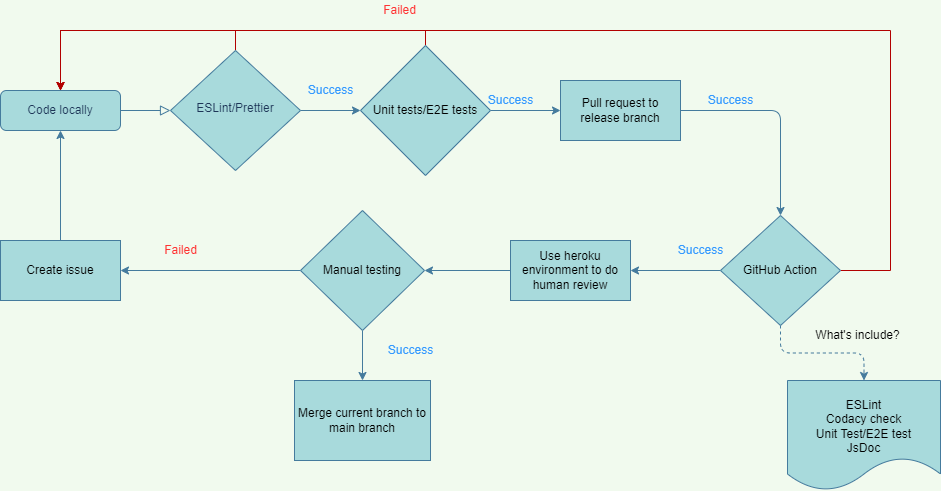 Failed
Code locally
ESLint/Prettier
Success
Unit tests/E2E tests
Success
Pull request to
release branch
Success
Create issue
Failed
Manual testing
Use heroku
environment to do
human review
Success
GitHub Action
What's include?
Success
Merge current branch to
main branch
ESLint
Codacy check
Unit Test/E2E test
JsDoc